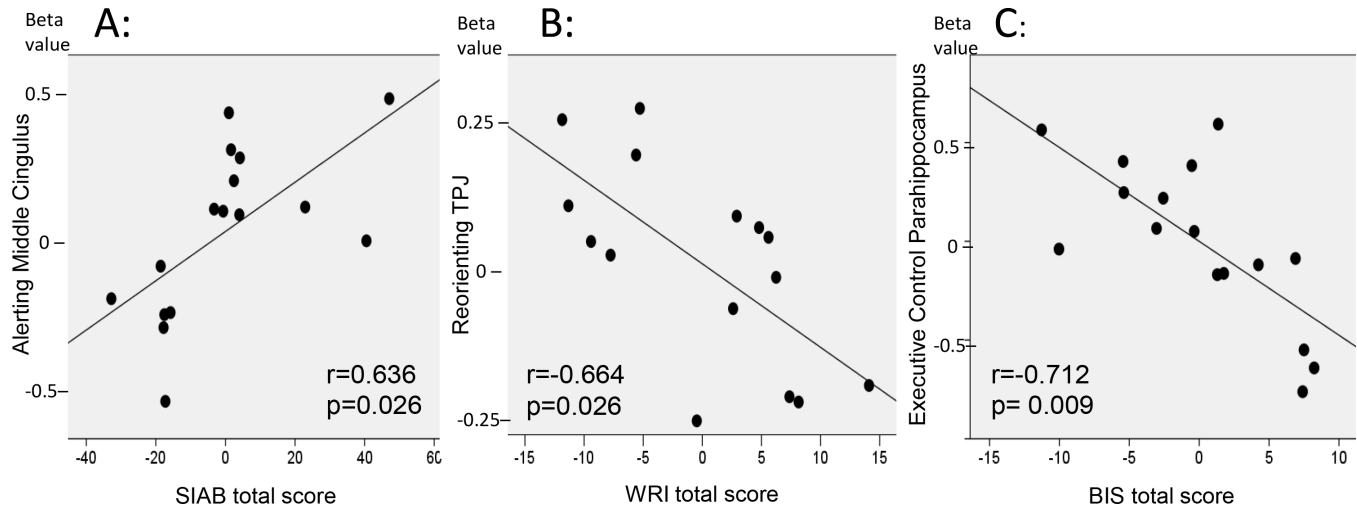 Beta
value
A:
0.5
0
-0.5
Alerting Middle Cingulus
r=0.636
p=0.026
-40 -20 0 20 40 60
SIAB total score
Beta
value
B:
0.25
0
-0.25
Reorienting TPJ
r=-0.664
p=0.026
-15 -10 -5 0 5 10 15
WRI total score
Beta
value
C:
0.5
0
-0.5
Executive Control Parahippocampus
r=-0.712
p= 0.009
-15 -10 -5 0 5 10
BIS total score